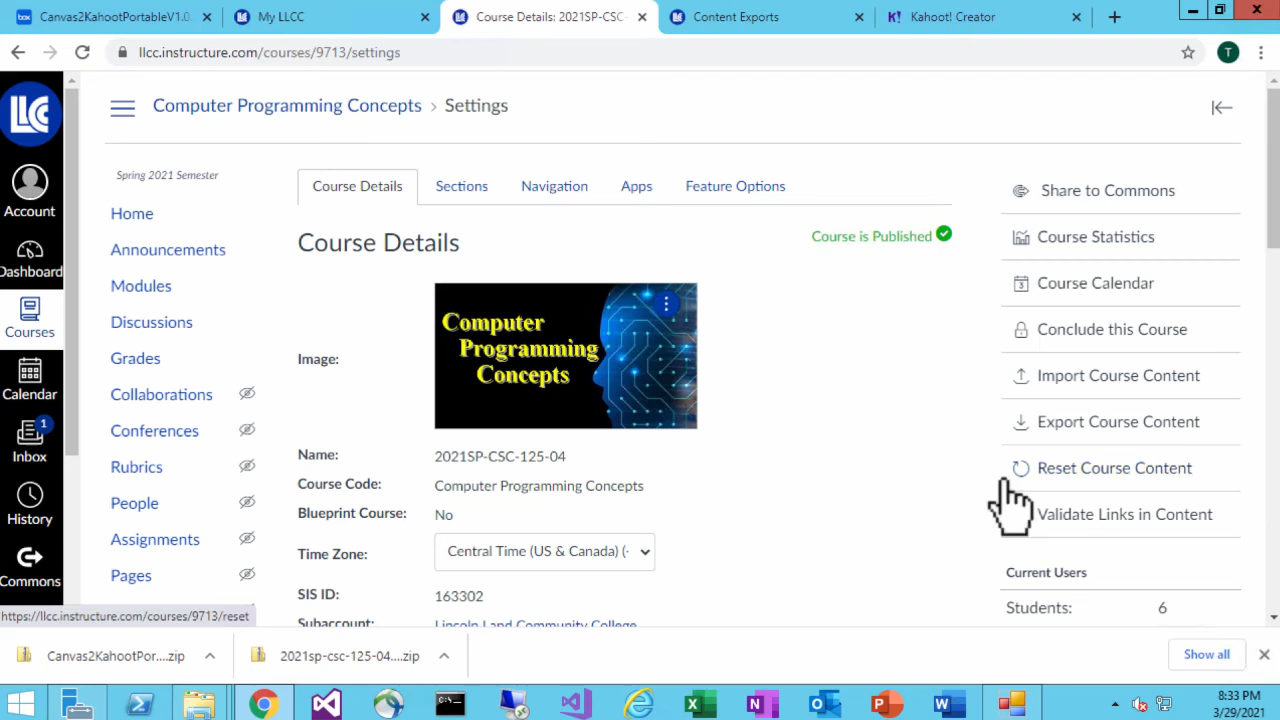 Canvas2KahootPortableV1.0.
My LLCC
Course Details: 2021SP-CSC-
Content Exports
Kahoot! Creator
llcc.instructure.com/courses/9713/settings
T
LLC
Computer Programming Concepts > Settings
Spring 2021 Semester
Course Details
Sections
Navigation
Apps
Feature Options
Share to Commons
Account
Home
Course Details
Course is Published
Course Statistics
Announcements
Dashboard
Modules
Course Calendar
Courses
Discussions
Computer
Programming
Concepts
Conclude this Course
Grades
Image:
Import Course Content
Calendar
Collaborations
Export Course Content
1
Inbox
Conferences
Name:
2021SP-CSC-125-04
Rubrics
Course Code:
Computer Programming Concepts
Reset Course Content
History
People
Blueprint Course:
No
Validate Links in Content
Assignments
Time Zone:
Central Time (US & Canada) (-
Commons
Pages
SIS ID:
163302
Current Users
Students:
6
https://llcc.instructure.com/courses/9713/reset
Subaccount:
Lincoln Land Community College
Canvas2KahootPor....zip
2021sp-csc-125-04....zip
Show all
8:33 PM
3/29/2021